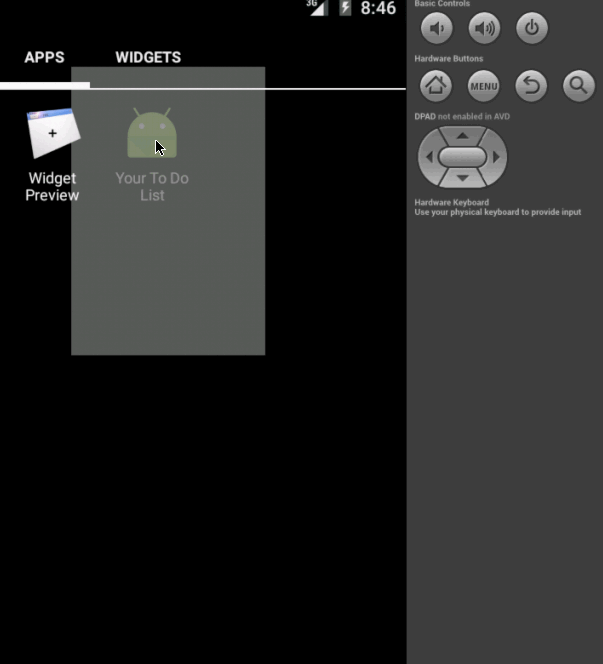 3G 8:46
APPS WIDGETS
Widget
Preview
Your To Do
List
Basic Controls
Hardware Buttons
MENU
DPAD not enabled in AVD
Hardware Keyboard
Use your physical keyboard to provide input